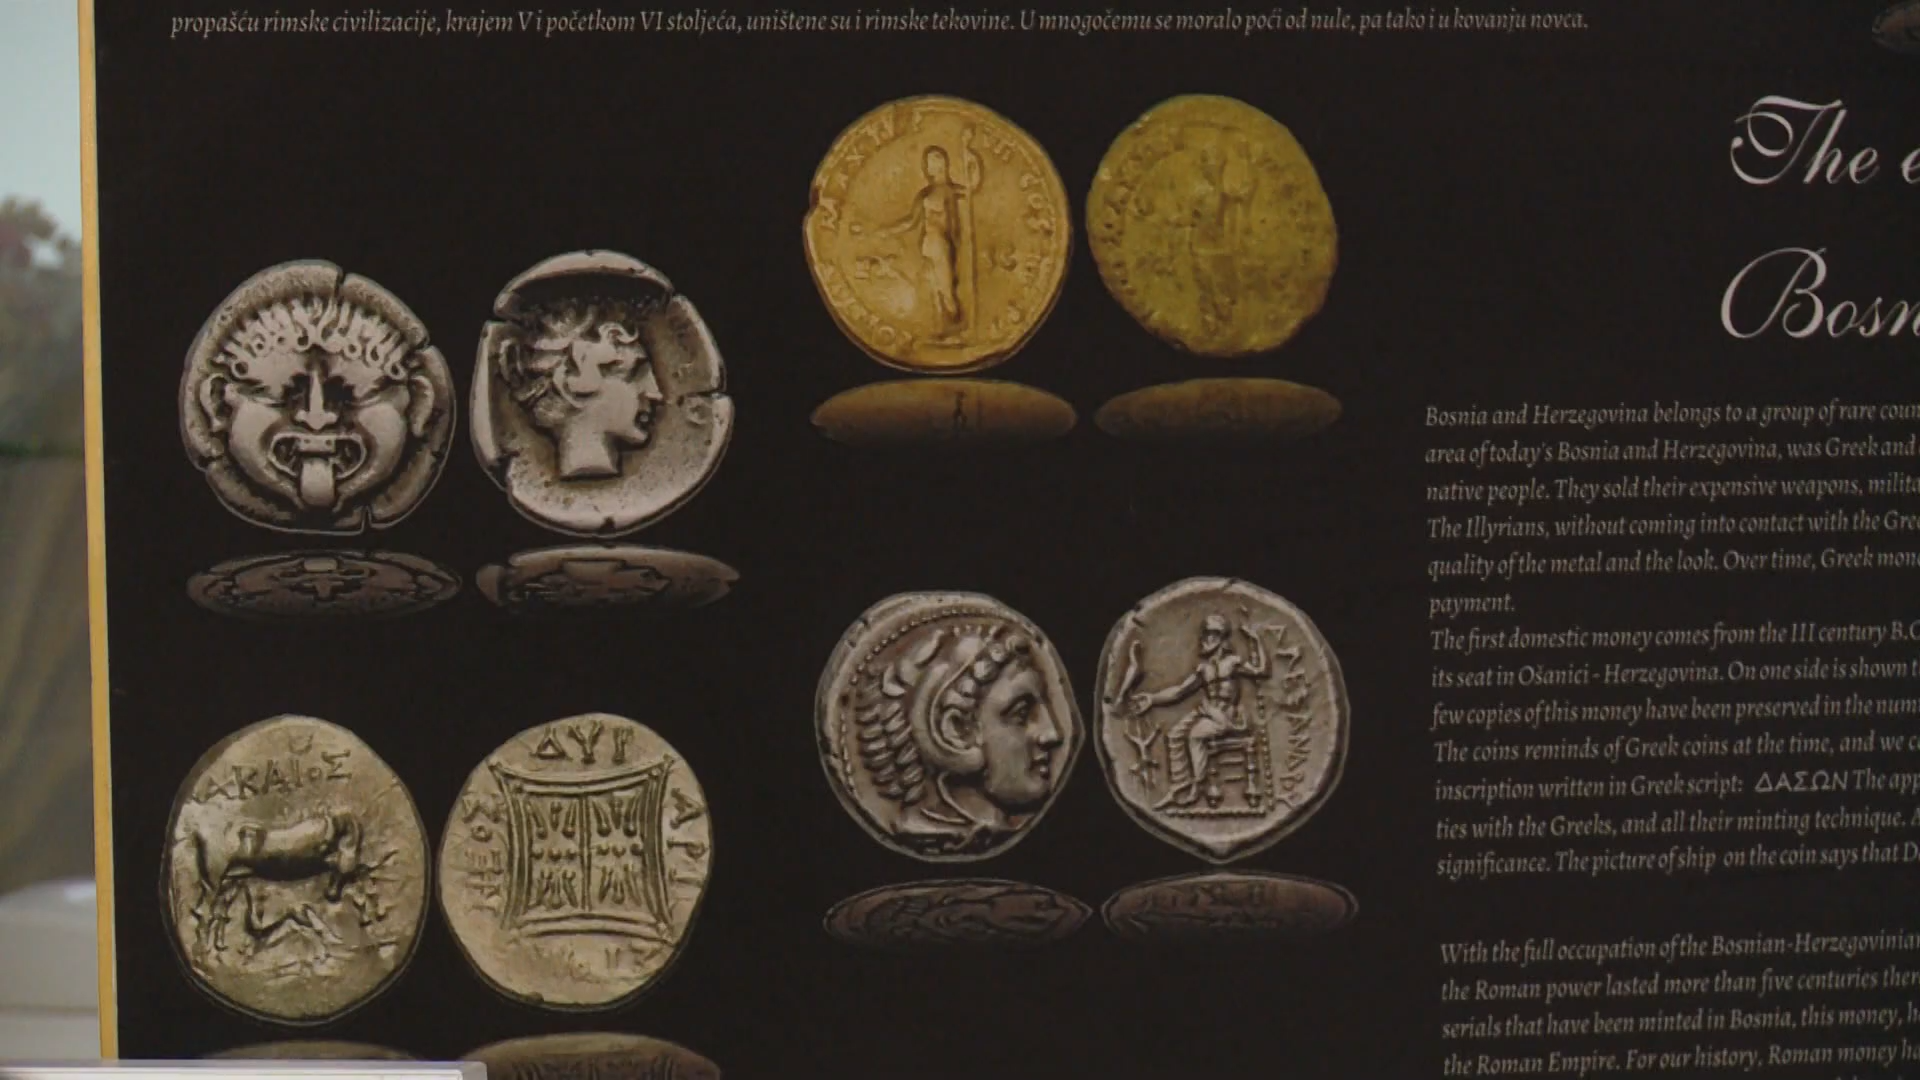 propašću rimske civilizacije, krajem V i početkom VI stoljeća, uništene su i rimske tekovine. U mnogočemu se moralo poći od nule, pa tako i u kovanju novca.
The
Bosn
Bosnia and Herzegovina belongs to a group of rare coun
area of today's Bosnia and Herzegovina, was Greek and
native people. They sold their expensive weapons, milita
The Illyrians, without coming into contact with the Gree
quality of the metal and the look. Over time, Greek mone
payment.
The first domestic money comes from the III century B.C
its seat in Ošanici - Herzegovina. On one side is shown t
few copies of this money have been preserved in the num
The coins reminds of Greek coins at the time, and we c
inscription written in Greek script: ΔΑΣΩΝ The app
ties with the Greeks, and all their minting technique. A
significance. The picture of ship on the coin says that D
With the full occupation of the Bosnian-Herzegovinian
the Roman power lasted more than five centuries there
serials that have been minted in Bosnia, this money, h
the Roman Empire. For our history, Roman money ha
ΑΛΕΞΑΝΔΡΟΥ
ΔΥΡ